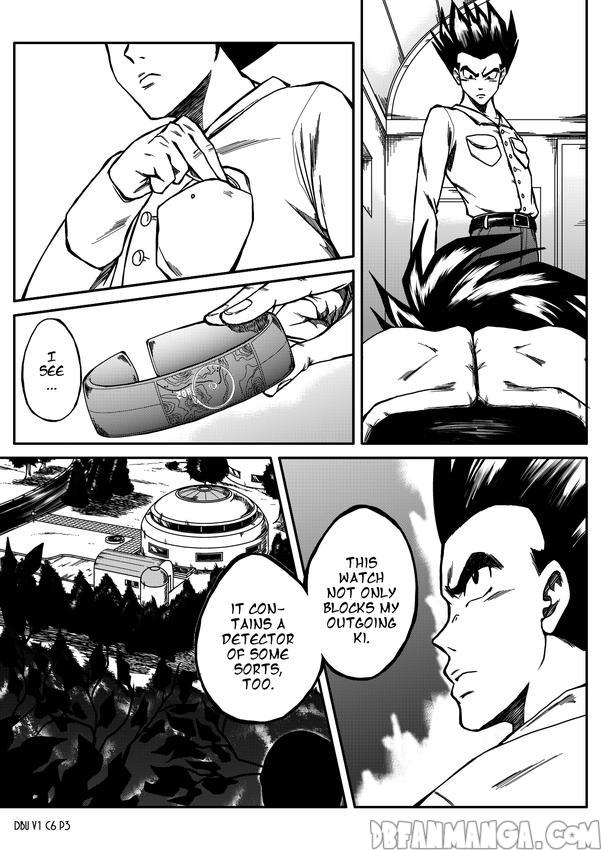 I
SEE
...
THIS
WATCH
NOT ONLY
BLOCKS MY
OUTGOING
KI.
IT CON-
TAINS A
DETECTOR
OF SOME
SORTS,
TOO.
DBU V1 C6 P3
DBFANMANGA.COM